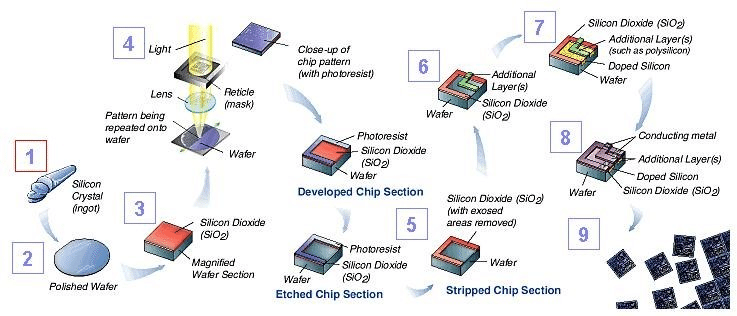 1
Silicon
Crystal
(ingot)
2
Polished Wafer
3
Silicon Dioxide
(SiO2)
Magnified
Wafer Section
4
Light
Lens
Reticle
(mask)
Pattern being
repeated onto
wafer
Wafer
Close-up of
chip pattern
(with photoresist)
Photoresist
Silicon Dioxide
(SiO2)
Wafer
Developed Chip Section
Photoresist
Silicon Dioxide
(SiO2)
Wafer
Etched Chip Section
5
Silicon Dioxide (SiO2)
(with exosed
areas removed)
Wafer
Stripped Chip Section
6
Additional
Layer(s)
Silicon Dioxide
(SiO2)
Wafer
7
Silicon Dioxide (SiO2)
Additional Layer(s)
(such as polysilicon)
Doped Silicon
Wafer
8
Conducting metal
Additional Layer(s)
Doped Silicon
Silicon Dioxide (SiO2)
Wafer
9